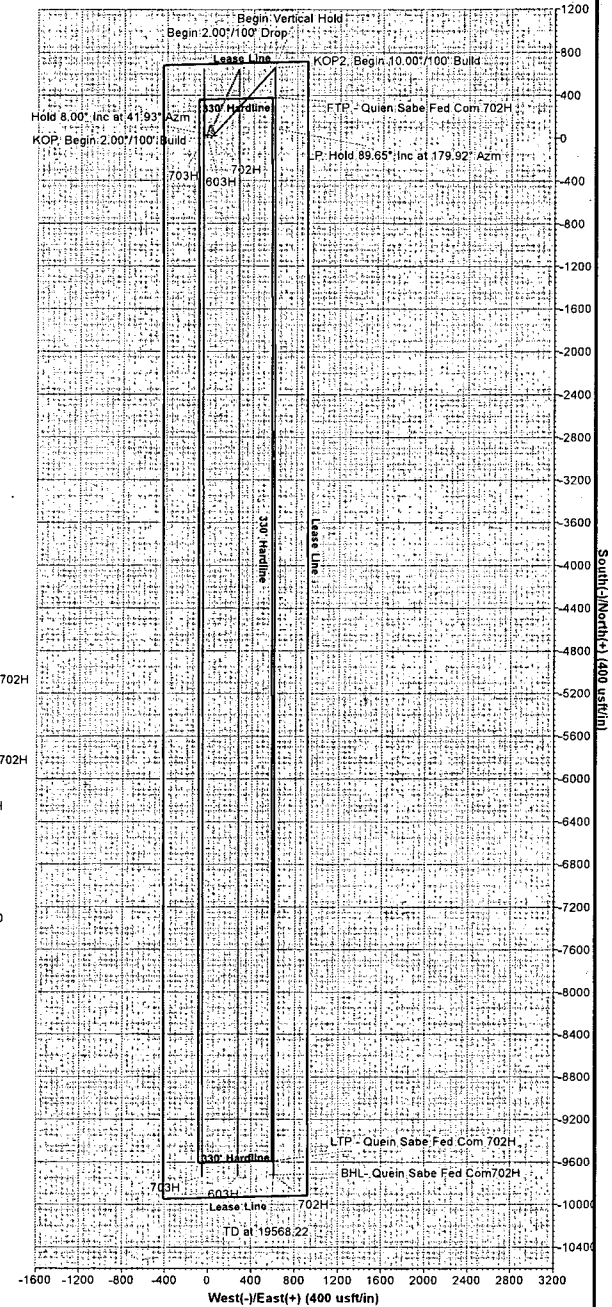 Begin Vertical Hold
Begin 2.00°/100' Drop
Lease Line
KOP2, Begin 10.00°/100' Build
330' Hardline
FTP - Quien Sabe Fed Com 702H
Hold 8.00° Inc at 41.93° Azm
KOP, Begin 2.00°/100' Build
LP, Hold 89.65° Inc at 179.92° Azm
703H
702H
603H
330' Hardline
Lease Line
702H
702H
LTP - Quein Sabe Fed Com 702H
330' Hardline
BHL- Quein Sabe Fed Com702H
703H
603H
702H
Lease Line
TD at 19568.22
1200
800
400
0
-400
-800
-1200
-1600
-2000
-2400
-2800
-3200
-3600
-4000
-4400
-4800
-5200
-5600
-6000
-6400
-6800
-7200
-7600
-8000
-8400
-8800
-9200
-9600
-10000
-10400
South(-)/North(+) (400 usft/in)
-1600 -1200 -800 -400 0 400 800 1200 1600 2000 2400 2800 3200
West(-)/East(+) (400 usft/in)